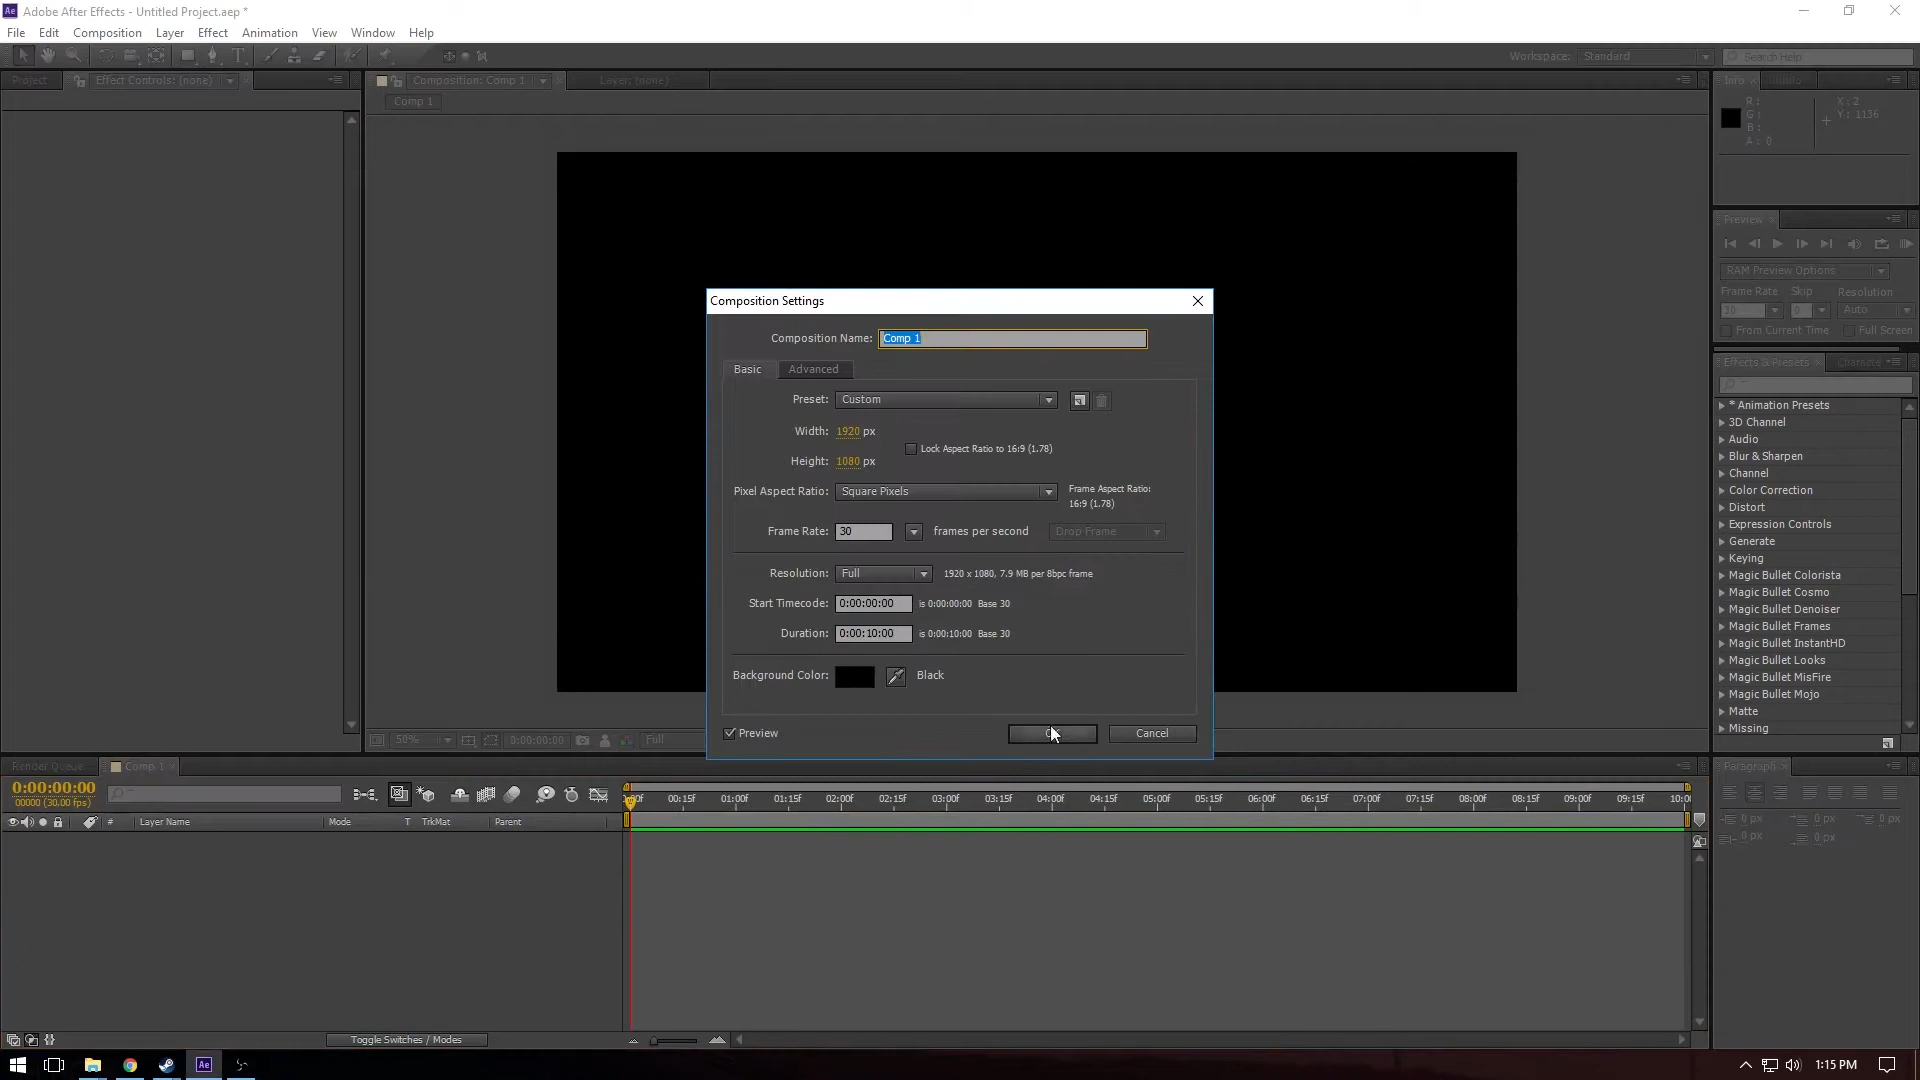 Adobe After Effects - Untitled Project.aep *
File Edit Composition Layer Effect Animation View Window Help
Workspace: Standard Search Help
Project Effect Controls: (none) Composition: Comp 1 Layer: (none) Info
Comp 1
R: G: B: A: 0
X: 2 Y: 1136
Composition Settings
Composition Name: Comp 1
Basic Advanced
Preset: Custom
Width: 1920 px
Lock Aspect Ratio to 16:9 (1.78)
Height: 1080 px
Pixel Aspect Ratio: Square Pixels
Frame Aspect Ratio:
16:9 (1.78)
Frame Rate: 30 frames per second Drop Frame
Resolution: Full 1920 x 1080, 7.9 MB per 8bpc frame
Start Timecode: 0:00:00:00 is 0:00:00:00 Base 30
Duration: 0:00:10:00 is 0:00:10:00 Base 30
Background Color: Black
Preview Cancel
Preview
RAM Preview Options
Frame Rate Skip Resolution
30 0 Auto
From Current Time Full Screen
Effects & Presets
* Animation Presets
3D Channel
Audio
Blur & Sharpen
Channel
Color Correction
Distort
Expression Controls
Generate
Keying
Magic Bullet Colorista
Magic Bullet Cosmo
Magic Bullet Denoiser
Magic Bullet Frames
Magic Bullet InstantHD
Magic Bullet Looks
Magic Bullet MisFire
Magic Bullet Mojo
Matte
Missing
50% 0:00:00:00 Full
Render Queue Comp 1
0:00:00:00
00000 (30.00 fps)
00:15f 01:00f 01:15f 02:00f 02:15f 03:00f 03:15f 04:00f 04:15f 05:00f 05:15f 06:00f 06:15f 07:00f 07:15f 08:00f 08:15f 09:00f 09:15f
# Layer Name Mode T TrkMat Parent
Paragraph
0 px 0 px 0 px
0 px 0 px
Toggle Switches / Modes
1:15 PM